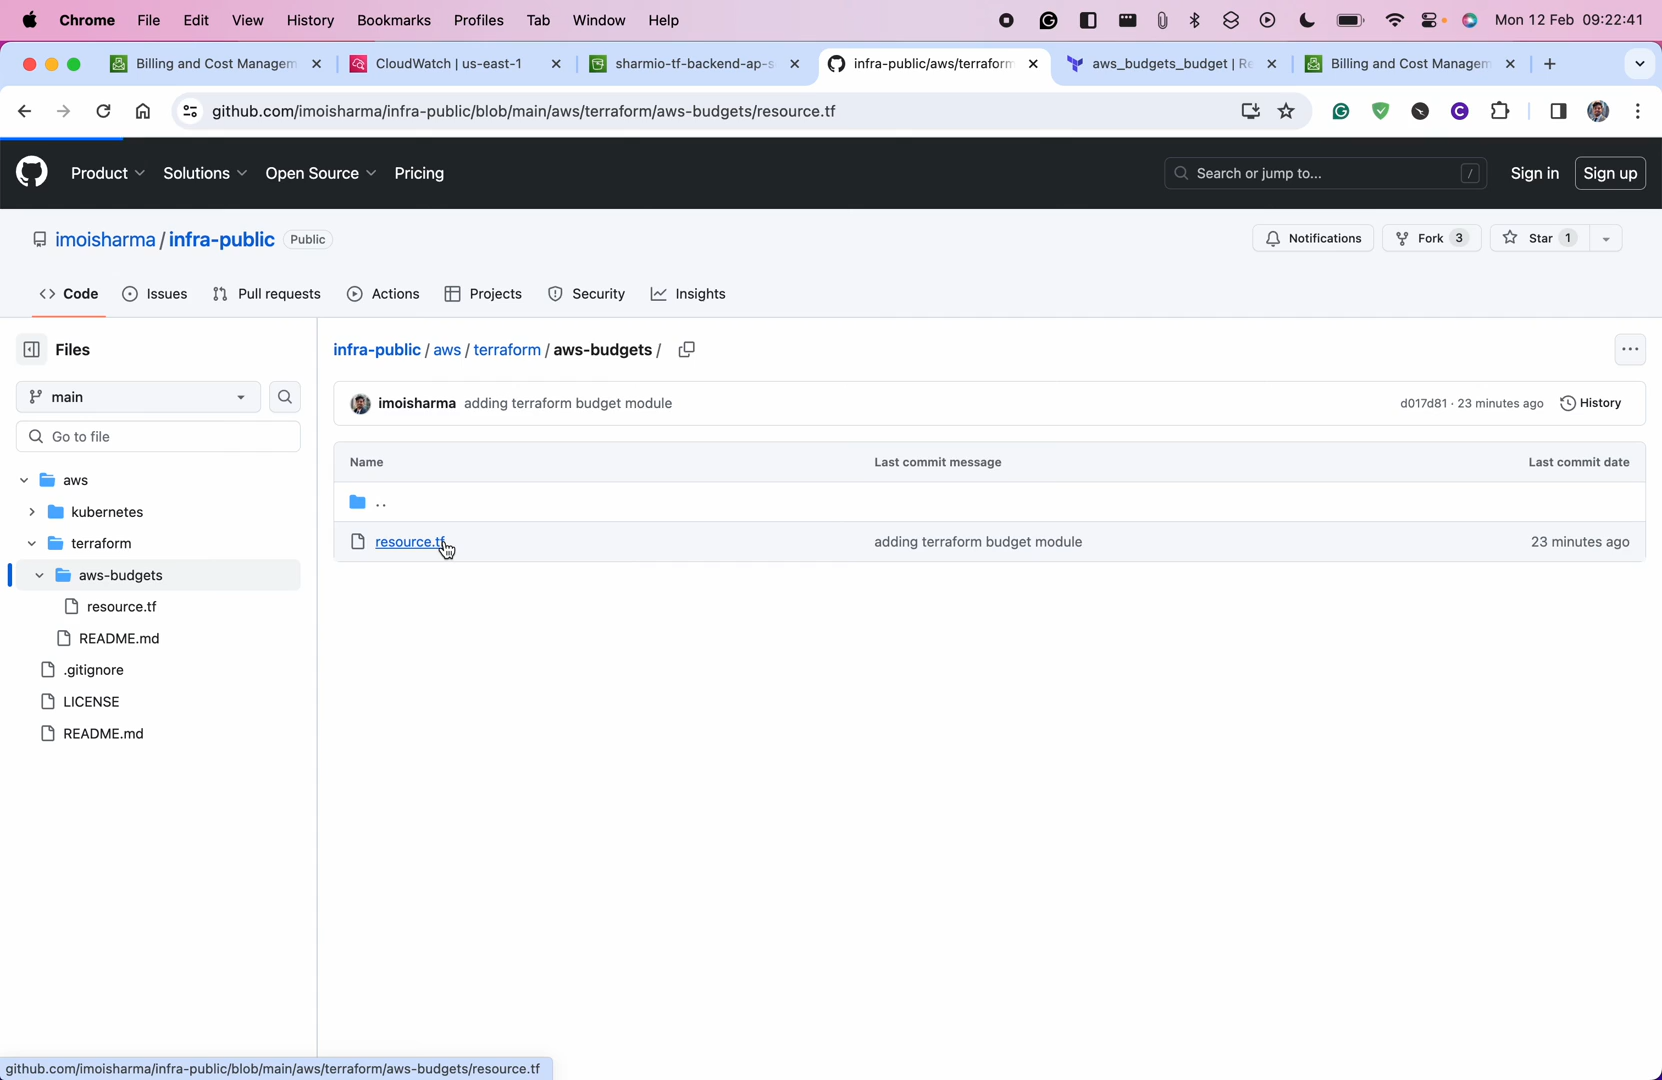 Chrome File Edit View History Bookmarks Profiles Tab Window Help Mon 12 Feb 09:22:41
Billing and Cost Managem CloudWatch | us-east-1 sharmio-tf-backend-ap-s infra-public/aws/terraform aws_budgets_budget | Re Billing and Cost Managem
github.com/imoisharma/infra-public/blob/main/aws/terraform/aws-budgets/resource.tf
Product Solutions Open Source Pricing Search or jump to... / Sign in Sign up
imoisharma / infra-public Public Notifications Fork 3 Star 1
Code Issues Pull requests Actions Projects Security Insights
Files
infra-public / aws / terraform / aws-budgets /
main
imoisharma adding terraform budget module d017d81 · 23 minutes ago History
Go to file
Name Last commit message Last commit date
aws
..
kubernetes
resource.tf adding terraform budget module 23 minutes ago
terraform
aws-budgets
resource.tf
README.md
.gitignore
LICENSE
README.md
github.com/imoisharma/infra-public/blob/main/aws/terraform/aws-budgets/resource.tf